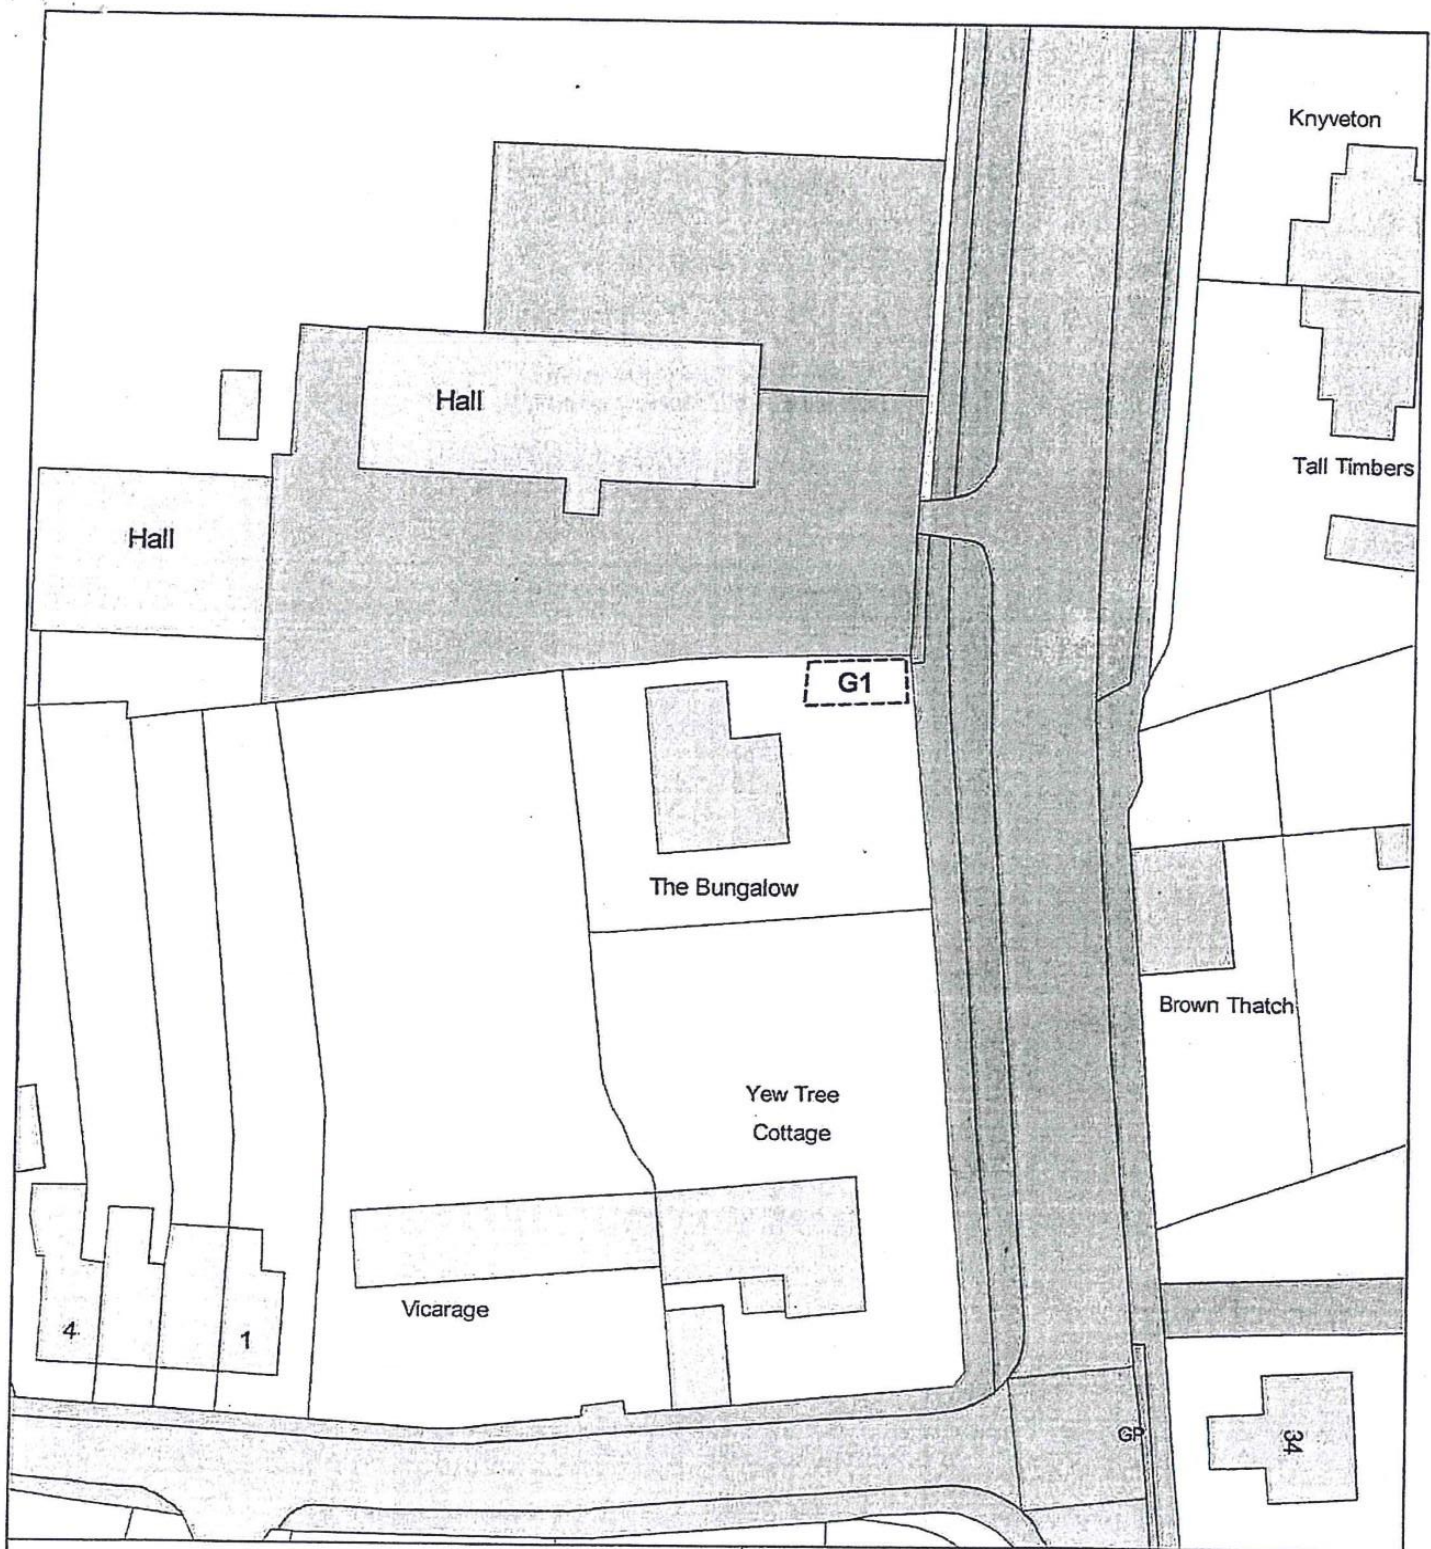 Knyveton
Hall
Tall Timbers
Hall
G1
The Bungalow
Brown Thatch
Yew Tree
Cottage
Vicarage
4
1
GP
34